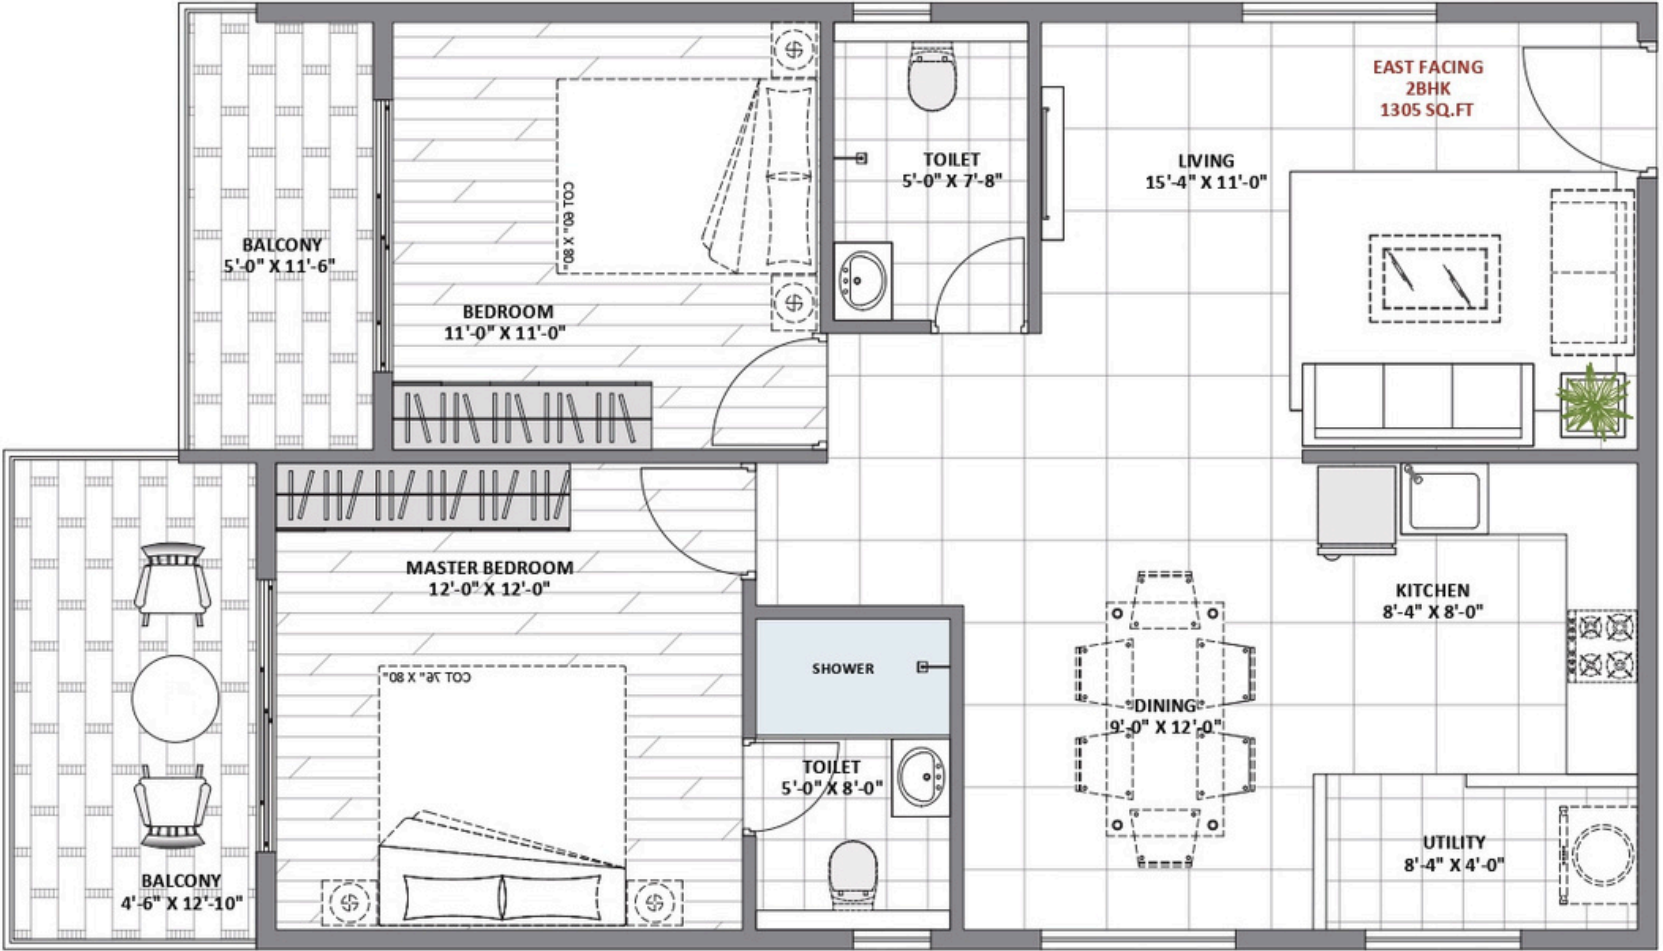 EAST FACING
2BHK
1305 SQ.FT
TOILET
5'-0" X 7'-8"
LIVING
15'-4" X 11'-0"
COT 60" X 80"
BALCONY
5'-0" X 11'-6"
BEDROOM
11'-0" X 11'-0"
MASTER BEDROOM
12'-0" X 12'-0"
KITCHEN
8'-4" X 8'-0"
SHOWER
COT 76" X 80"
DINING
9'-0" X 12'-0"
TOILET
5'-0" X 8'-0"
UTILITY
8'-4" X 4'-0"
BALCONY
4'-6" X 12'-10"